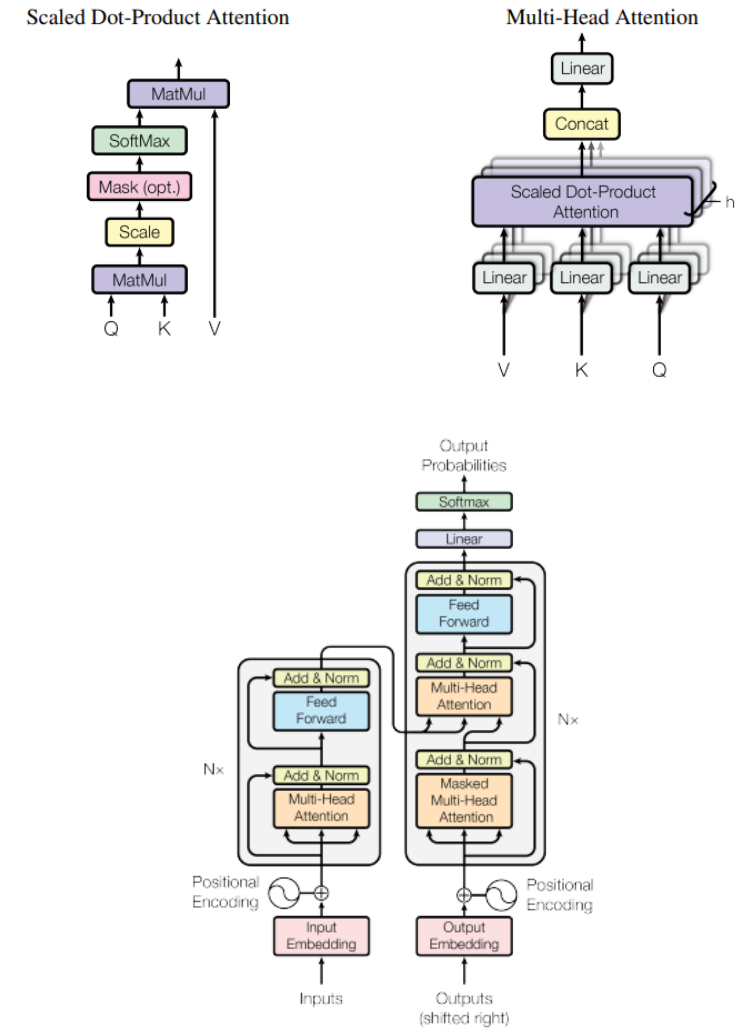 Scaled Dot-Product Attention
MatMul
SoftMax
Mask (opt.)
Scale
MatMul
Q
K
V
Multi-Head Attention
Linear
Concat
Scaled Dot-Product
Attention
h
Linear
Linear
Linear
V
K
Q
Output
Probabilities
Softmax
Linear
Add & Norm
Feed
Forward
Add & Norm
Multi-Head
Attention
Nx
Add & Norm
Masked
Multi-Head
Attention
Add & Norm
Feed
Forward
Nx
Add & Norm
Multi-Head
Attention
Positional
Encoding
Positional
Encoding
Input
Embedding
Output
Embedding
Inputs
Outputs
(shifted right)